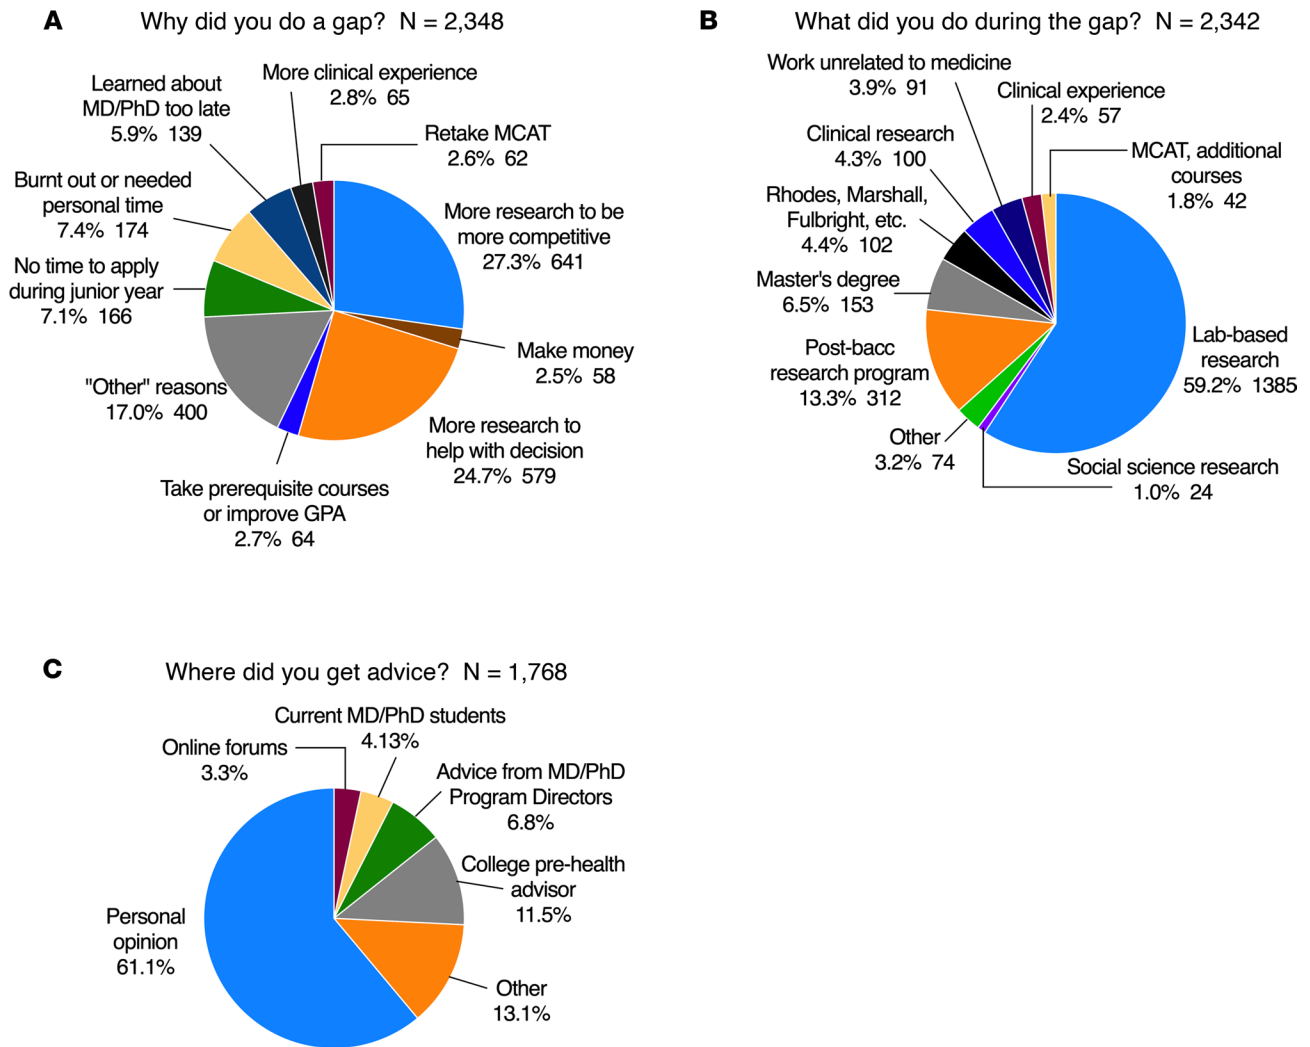 A
Why did you do a gap?  N = 2,348
More clinical experience
2.8%  65
Learned about
MD/PhD too late
5.9%  139
Retake MCAT
2.6%  62
Burnt out or needed
personal time
7.4%  174
More research to be
more competitive
27.3%  641
No time to apply
during junior year
7.1%  166
Make money
2.5%  58
"Other" reasons
17.0%  400
More research to
help with decision
24.7%  579
Take prerequisite courses
or improve GPA
2.7%  64
B
What did you do during the gap?  N = 2,342
Work unrelated to medicine
3.9%  91
Clinical experience
2.4%  57
Clinical research
4.3%  100
MCAT, additional
courses
1.8%  42
Rhodes, Marshall,
Fulbright, etc.
4.4%  102
Master's degree
6.5%  153
Lab-based
research
59.2%  1385
Post-bacc
research program
13.3%  312
Other
3.2%  74
Social science research
1.0%  24
C
Where did you get advice?  N = 1,768
Current MD/PhD students
4.13%
Online forums
3.3%
Advice from MD/PhD
Program Directors
6.8%
College pre-health
advisor
11.5%
Personal
opinion
61.1%
Other
13.1%